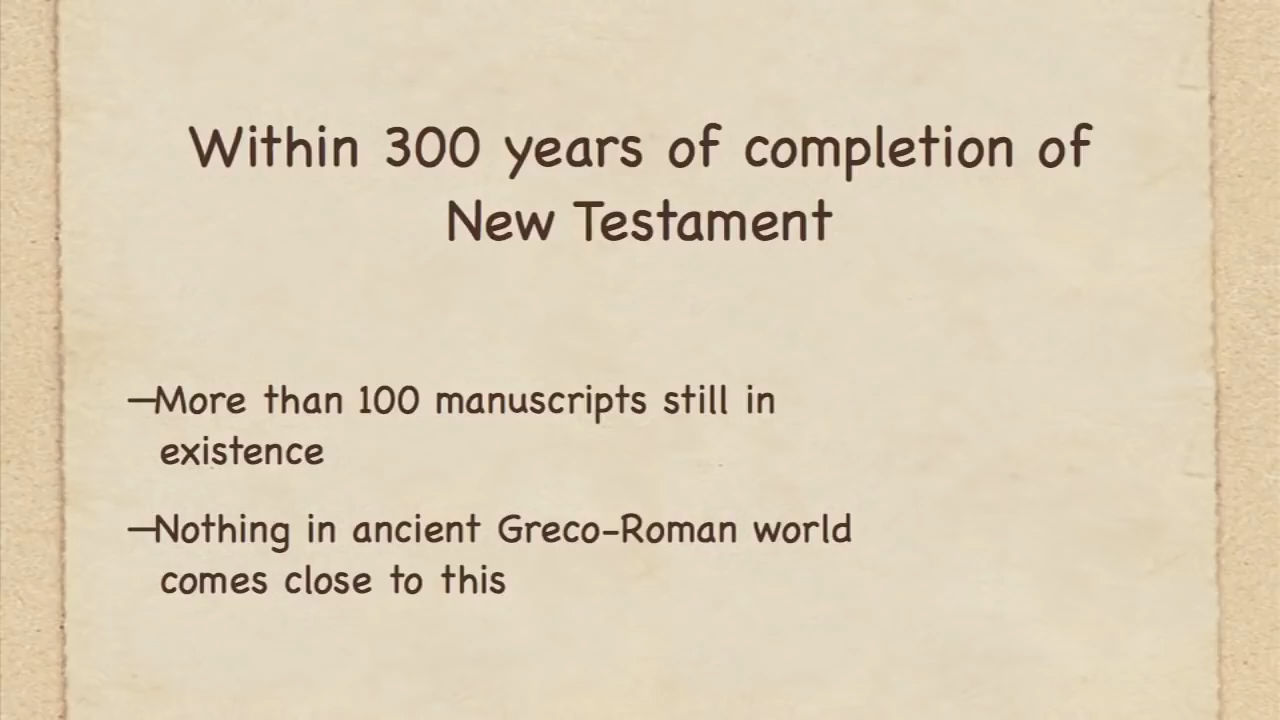 Within 300 years of completion of
New Testament
—More than 100 manuscripts still in
existence
—Nothing in ancient Greco-Roman world
comes close to this